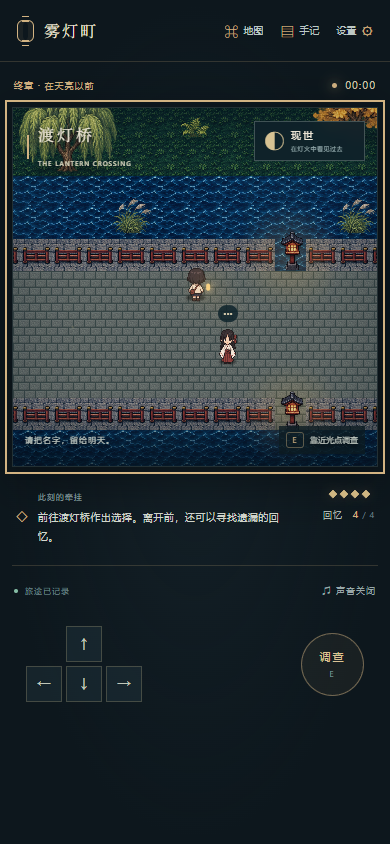 雾灯町
地图
手记
设置
终章 · 在天亮以前
00:00
渡灯桥
THE LANTERN CROSSING
现世
在灯火中看见过去
请把名字，留给明天。
E 靠近光点调查
此刻的牵挂
前往渡灯桥作出选择。离开前，还可以寻找遗漏的回
忆。
回忆 4 / 4
旅途已记录
声音关闭
↑
← ↓ →
调查
E